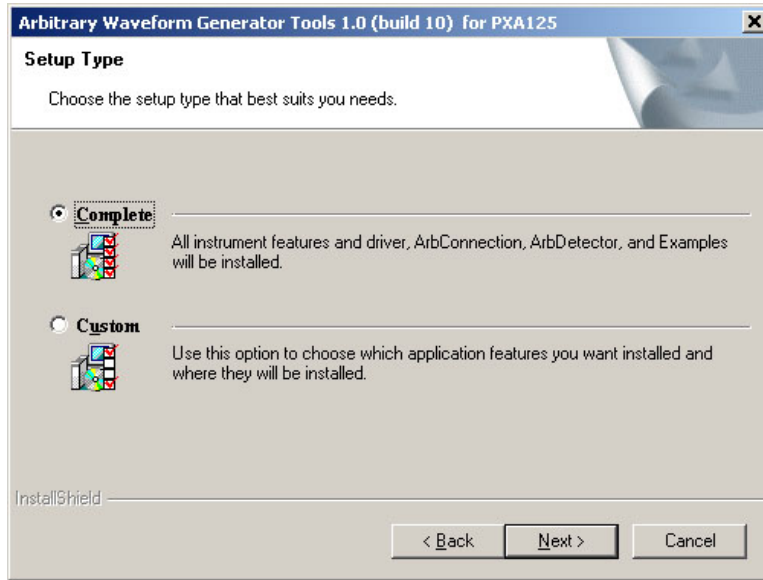 Arbitrary Waveform Generator Tools 1.0 (build 10) for PXA125
Setup Type
Choose the setup type that best suits you needs.
Complete
All instrument features and driver, ArbConnection, ArbDetector, and Examples
will be installed.
Custom
Use this option to choose which application features you want installed and
where they will be installed.
InstallShield
< Back
Next >
Cancel